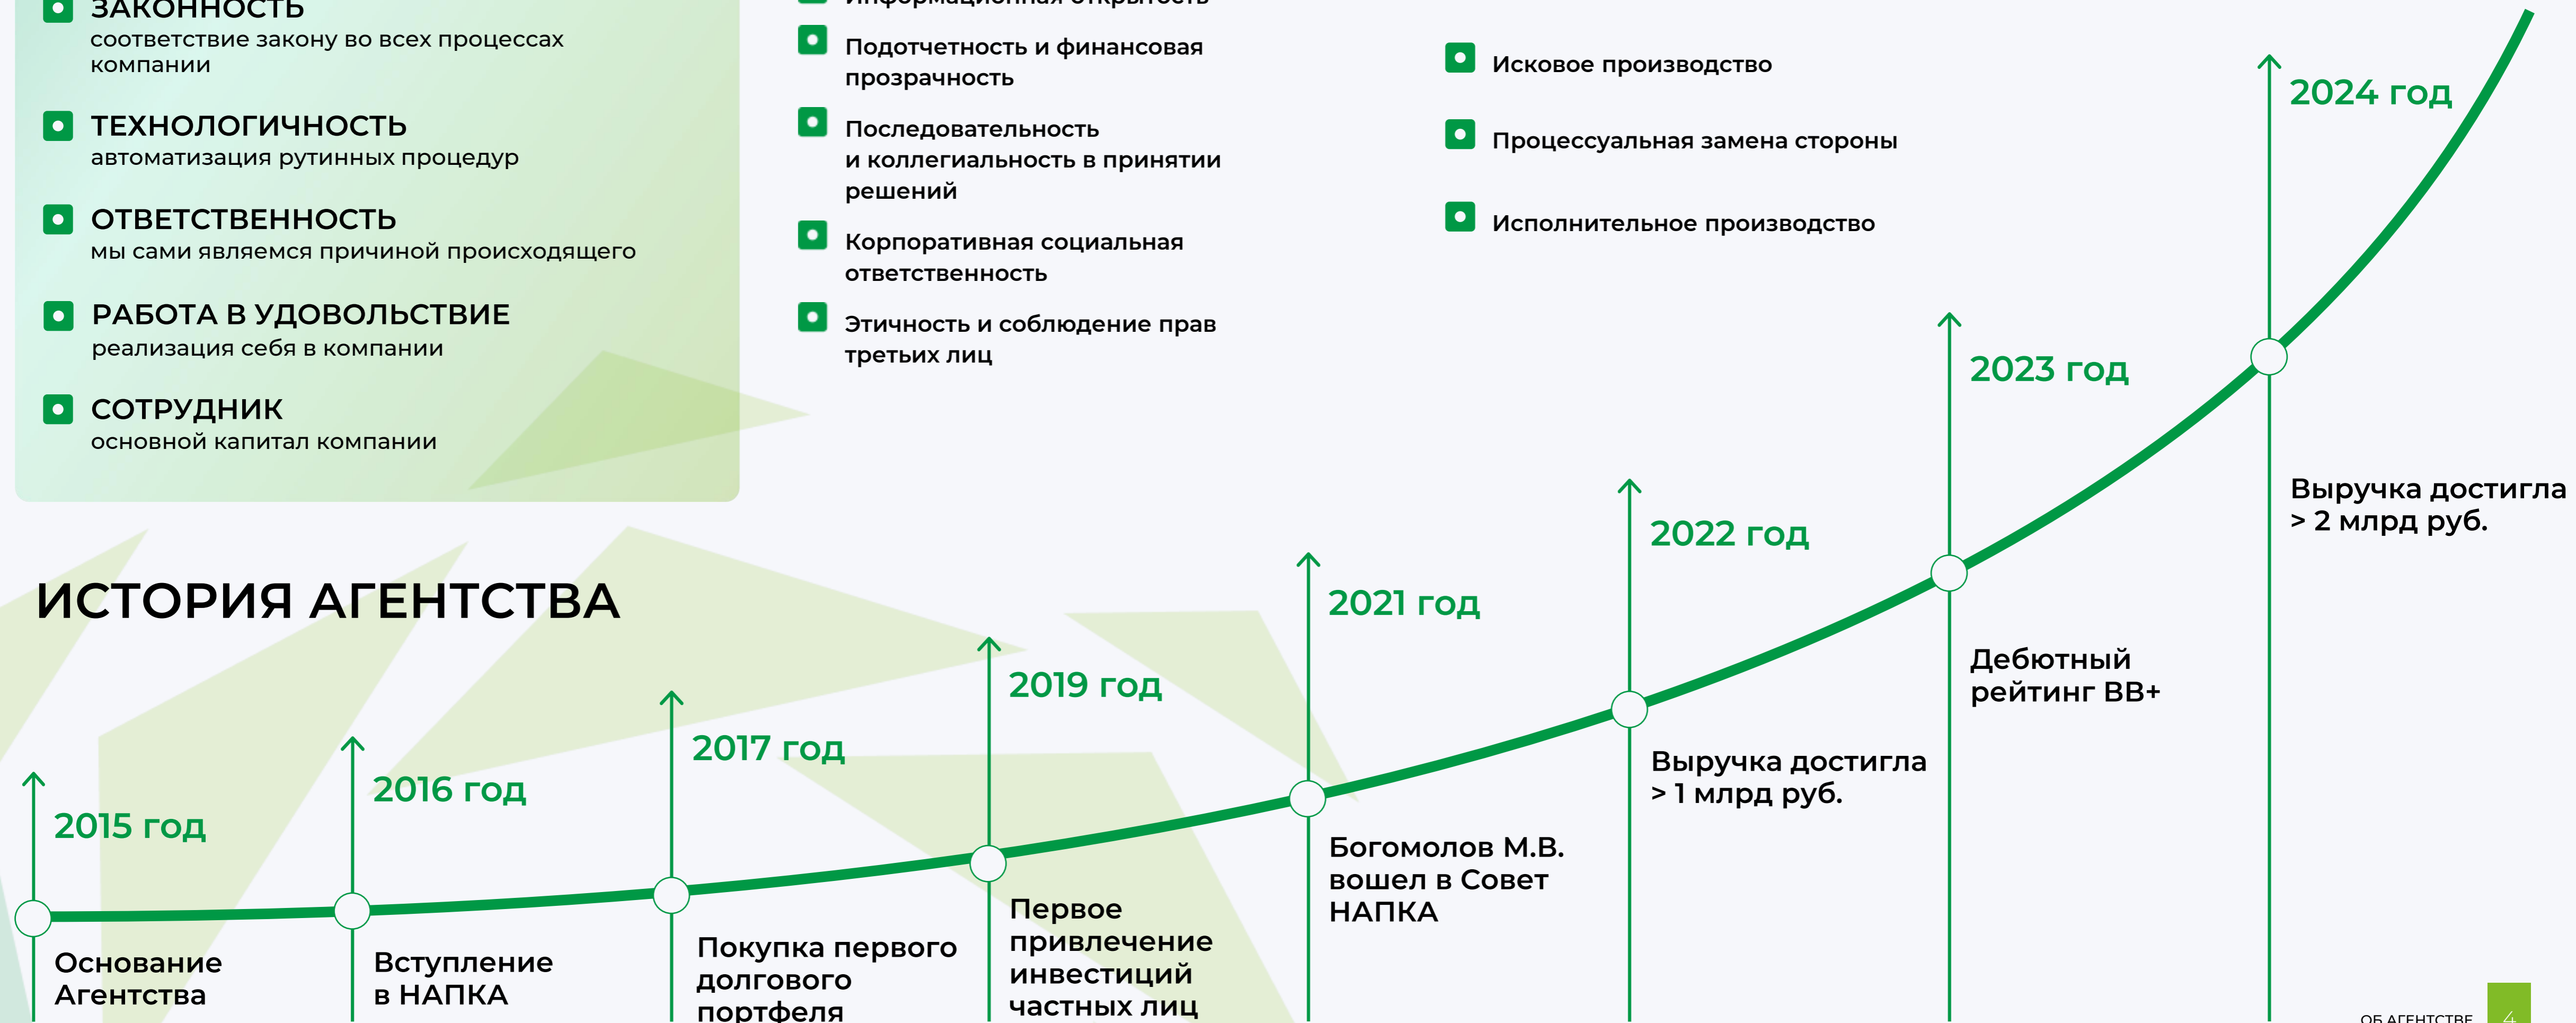 ЗАКОННОСТЬ
соответствие закону во всех процессах
компании
ТЕХНОЛОГИЧНОСТЬ
автоматизация рутинных процедур
ОТВЕТСТВЕННОСТЬ
мы сами являемся причиной происходящего
РАБОТА В УДОВОЛЬСТВИЕ
реализация себя в компании
СОТРУДНИК
основной капитал компании
Информационная открытость
Подотчетность и финансовая
прозрачность
Последовательность
и коллегиальность в принятии
решений
Корпоративная социальная
ответственность
Этичность и соблюдение прав
третьих лиц
Исковое производство
Процессуальная замена стороны
Исполнительное производство
ИСТОРИЯ АГЕНТСТВА
2015 год
Основание
Агентства
2016 год
Вступление
в НАПКА
2017 год
Покупка первого
долгового
портфеля
2019 год
Первое
привлечение
инвестиций
частных лиц
2021 год
Богомолов М.В.
вошел в Совет
НАПКА
2022 год
Выручка достигла
> 1 млрд руб.
2023 год
Дебютный
рейтинг BB+
2024 год
Выручка достигла
> 2 млрд руб.
ОБ АГЕНТСТВЕ
4